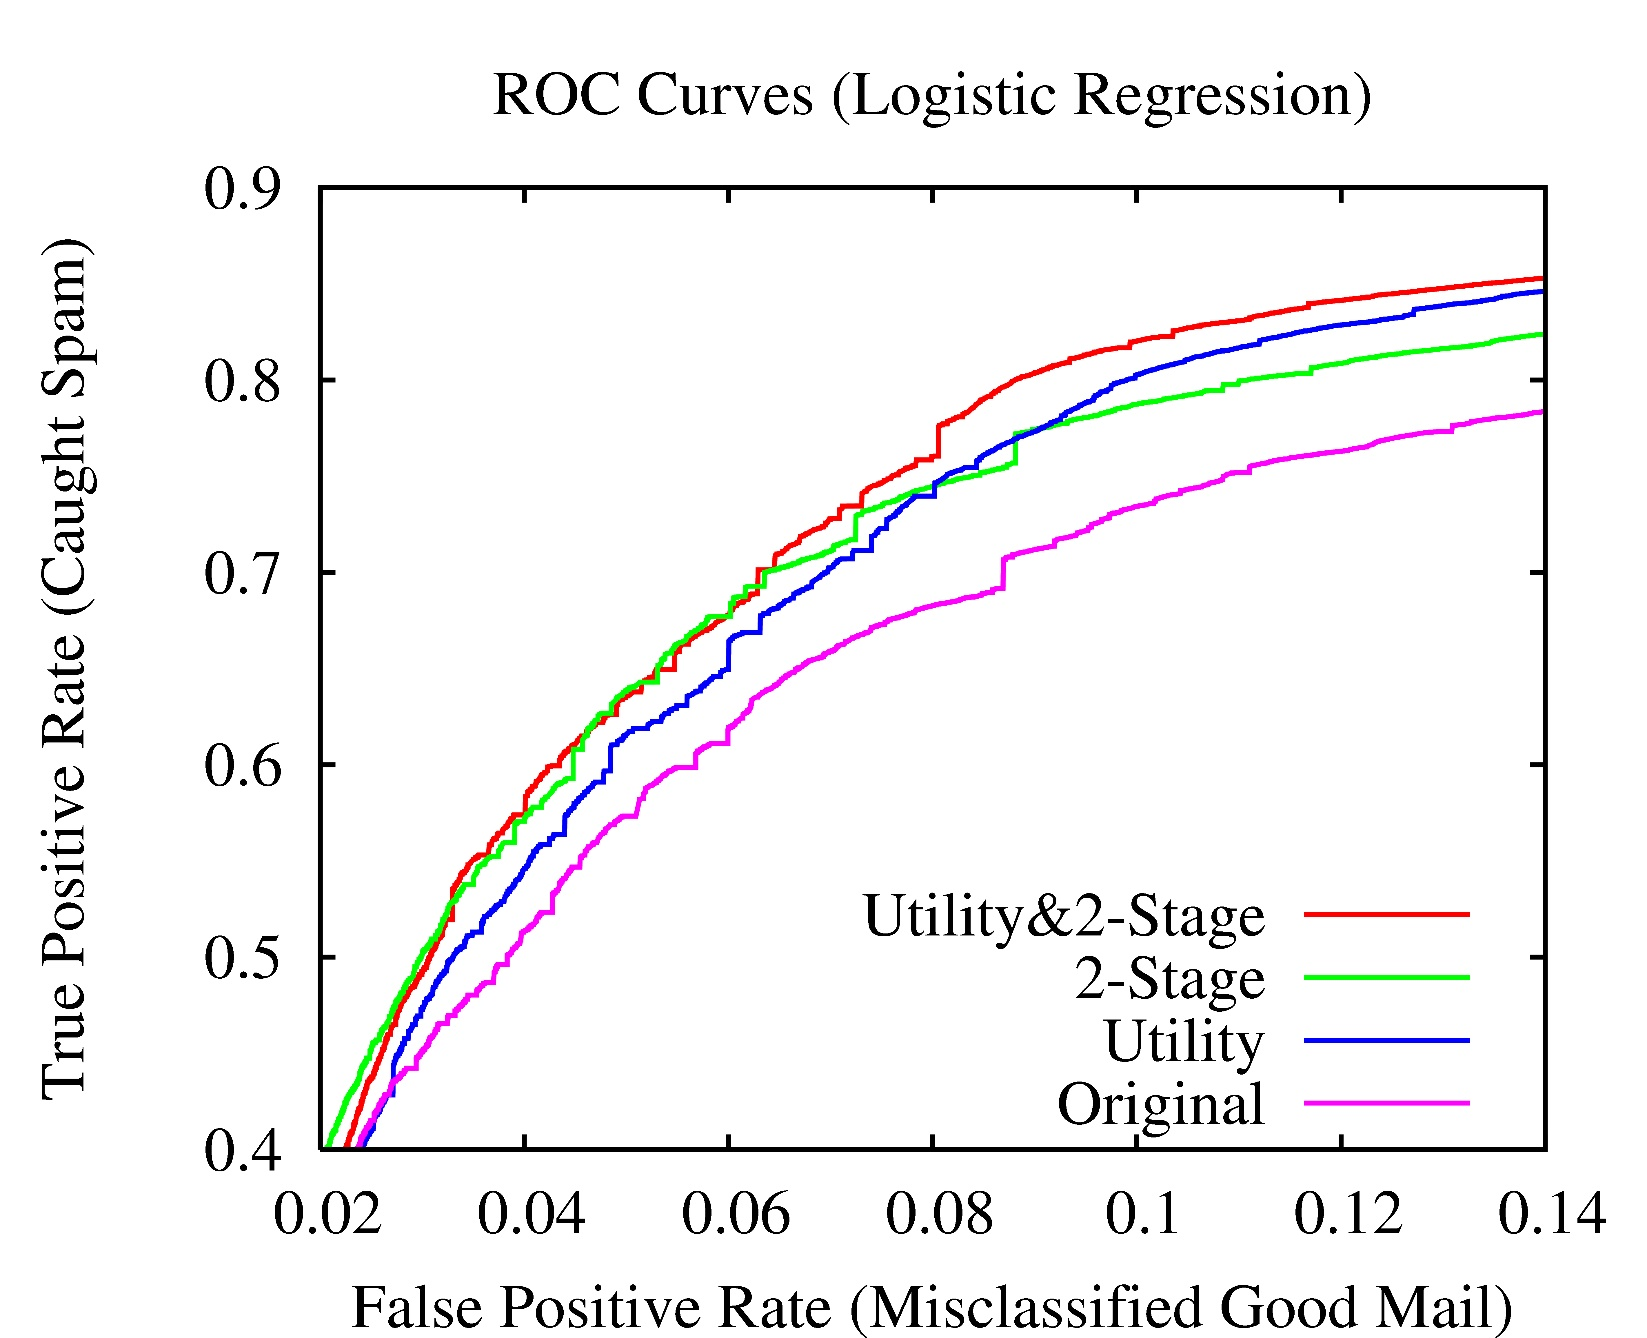 ROC Curves (Logistic Regression)
True Positive Rate (Caught Spam)
0.9
0.8
0.7
0.6
0.5
0.4
Utility&2-Stage
2-Stage
Utility
Original
0.02 0.04 0.06 0.08 0.1 0.12 0.14
False Positive Rate (Misclassified Good Mail)